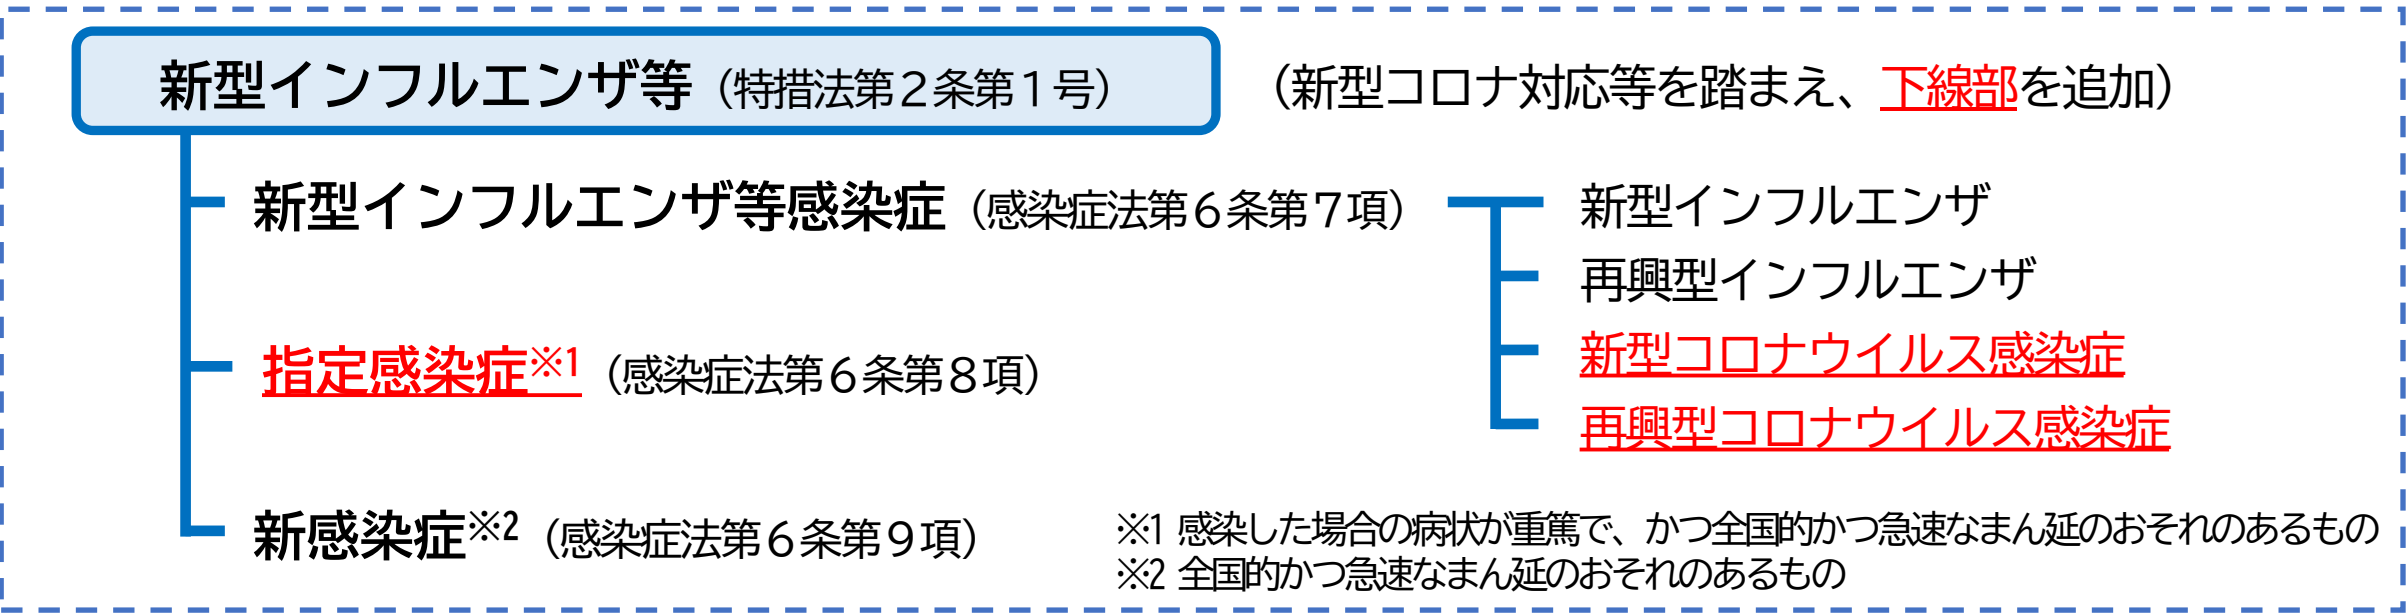 新型インフルエンザ等（特措法第２条第１号）
（新型コロナ対応等を踏まえ、下線部を追加）
新型インフルエンザ等感染症（感染症法第６条第７項）
新型インフルエンザ
再興型インフルエンザ
新型コロナウイルス感染症
再興型コロナウイルス感染症
指定感染症※1（感染症法第６条第８項）
新感染症※2（感染症法第６条第９項）
※1 感染した場合の病状が重篤で、かつ全国的かつ急速なまん延のおそれのあるもの
※2 全国的かつ急速なまん延のおそれのあるもの